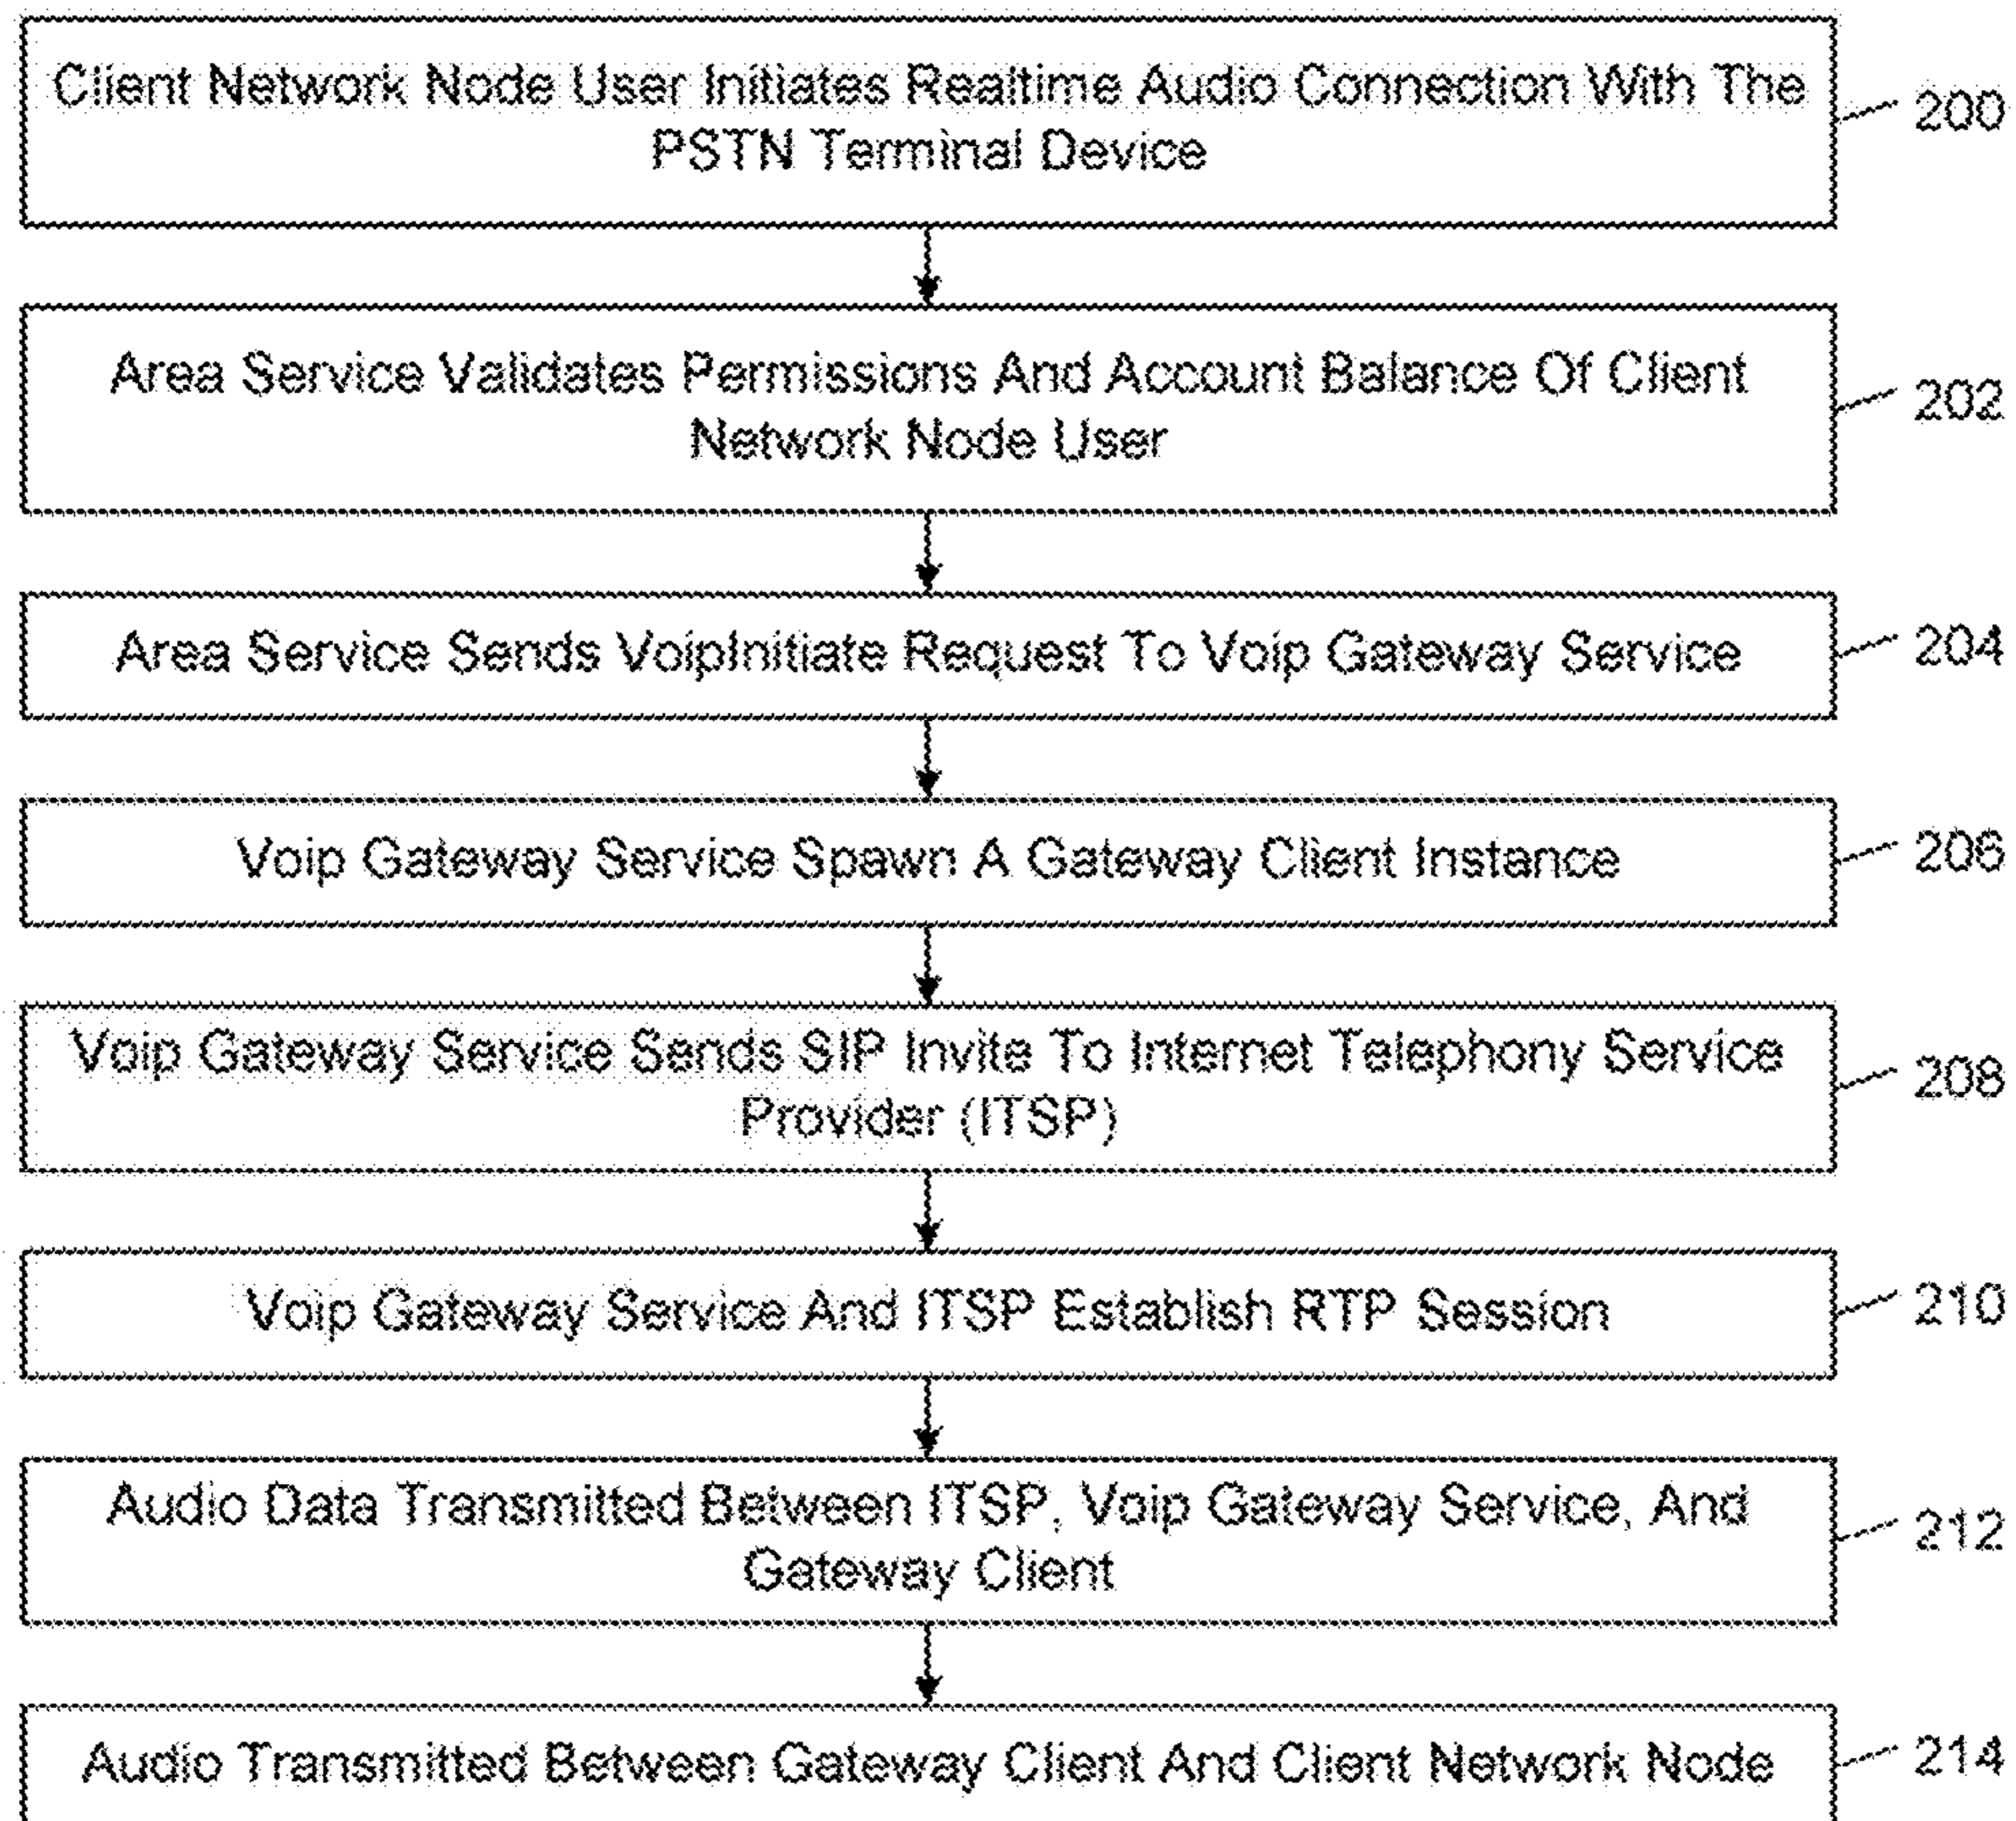 Client Network Node User Initiates Realtime Audio Connection With The
PSTN Terminal Device
200
Area Service Validates Permissions And Account Balance Of Client
Network Node User
202
Area Service Sends VoipInitiate Request To Voip Gateway Service
204
Voip Gateway Service Spawn A Gateway Client Instance
206
Voip Gateway Service Sends SIP Invite To Internet Telephony Service
Provider (ITSP)
208
Voip Gateway Service And ITSP Establish RTP Session
210
Audio Data Transmitted Between ITSP, Voip Gateway Service, And
Gateway Client
212
Audio Transmitted Between Gateway Client And Client Network Node
214